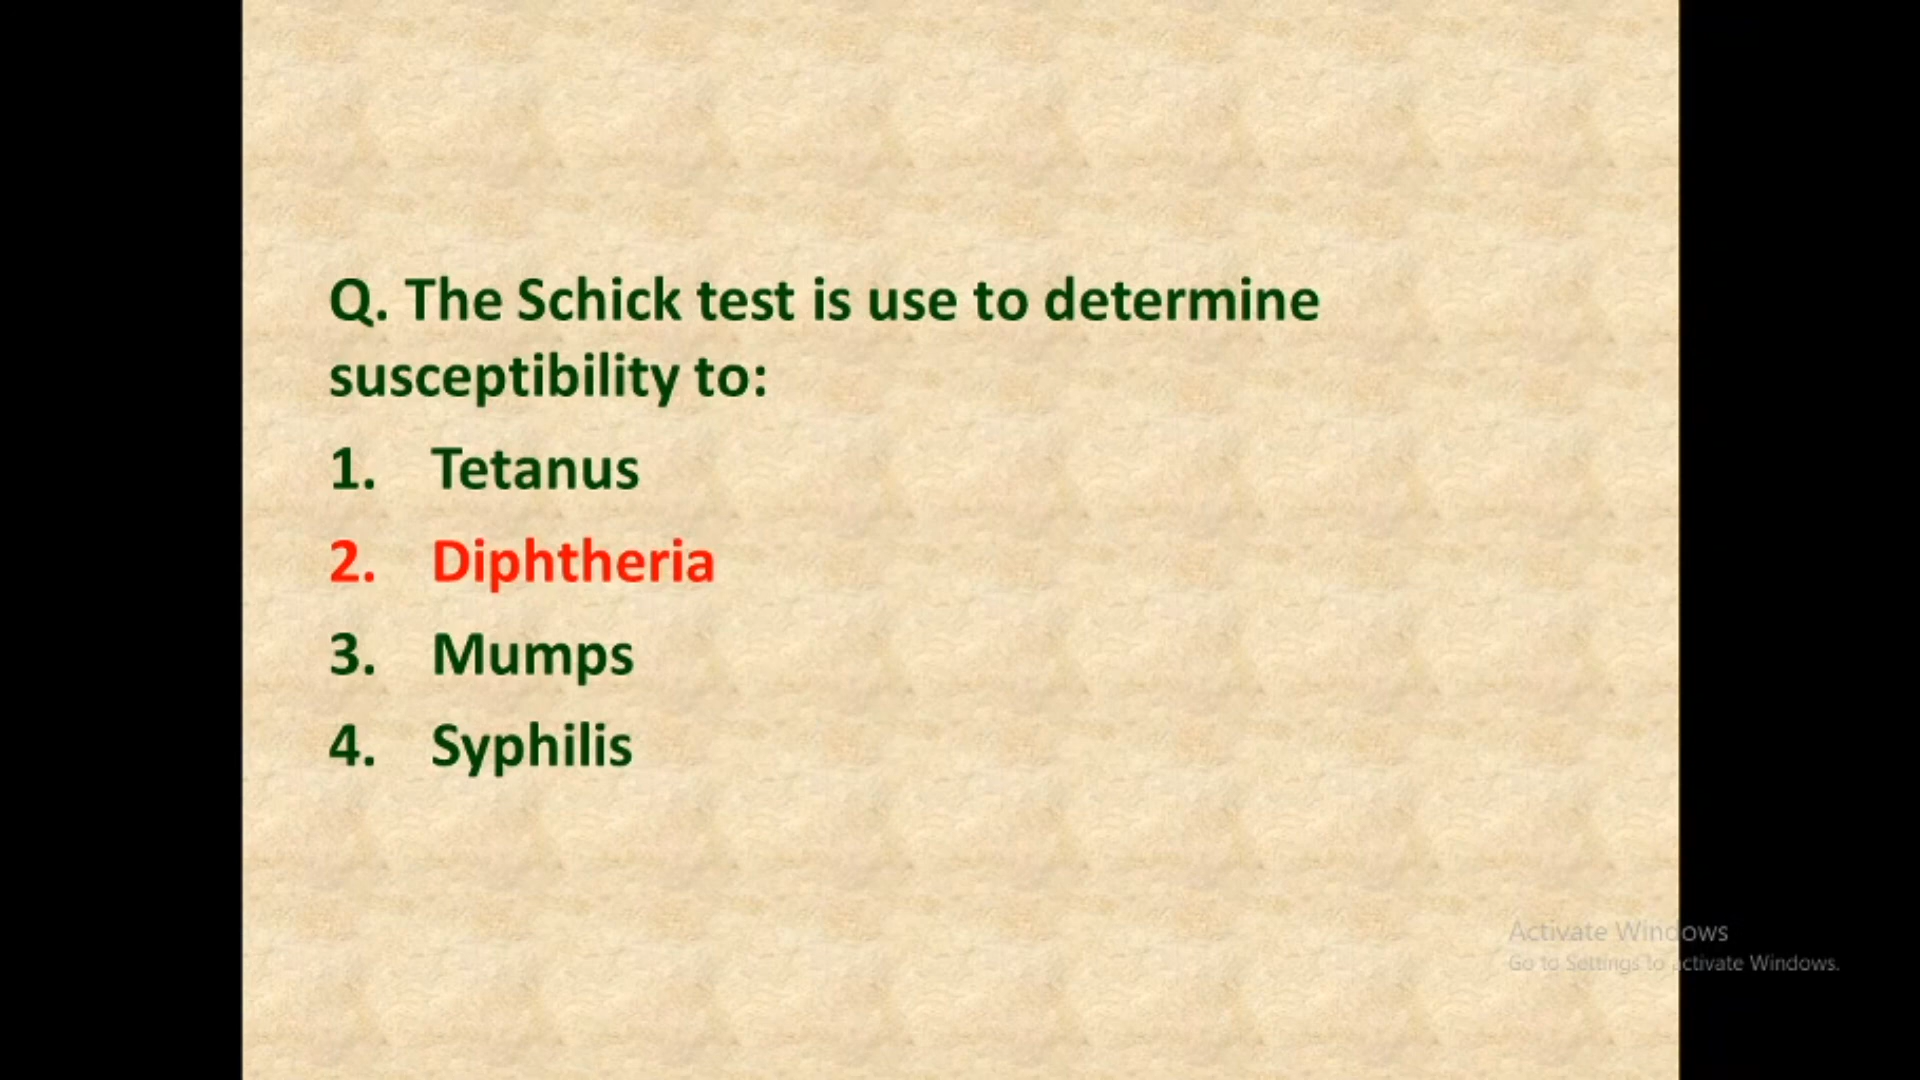 Q. The Schick test is use to determine
susceptibility to:
1. Tetanus
2. Diphtheria
3. Mumps
4. Syphilis
Activate Windows
Go to Settings to activate Windows.